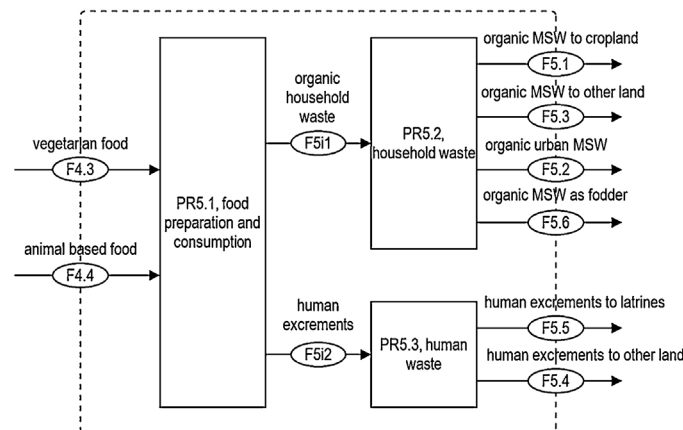 vegetarian food
F4.3
animal based food
F4.4
PR5.1, food
preparation and
consumption
organic
household
waste
F5i1
human
excrements
F5i2
PR5.2,
household waste
PR5.3, human
waste
organic MSW to cropland
F5.1
organic MSW to other land
F5.3
organic urban MSW
F5.2
organic MSW as fodder
F5.6
human excrements to latrines
F5.5
human excrements to other land
F5.4